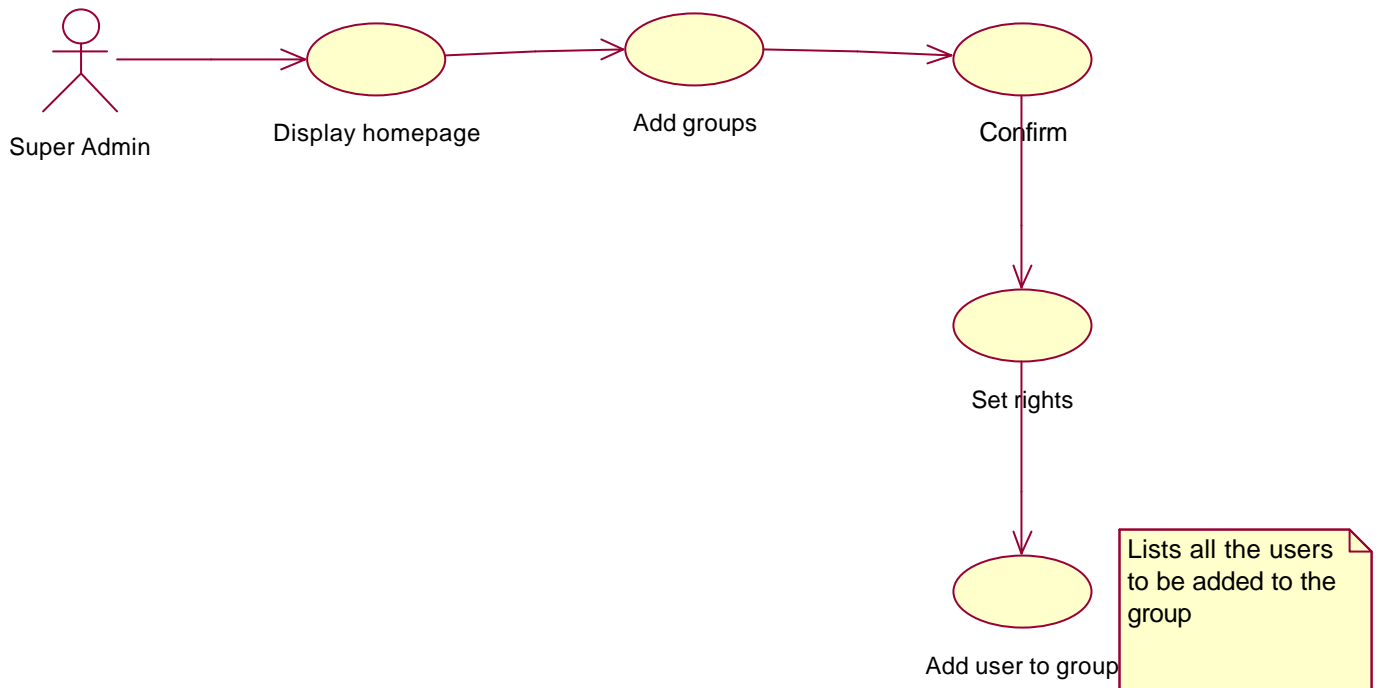 Super Admin
Display homepage
Add groups
Confirm
Set rights
Add user to group
Lists all the users
to be added to the
group